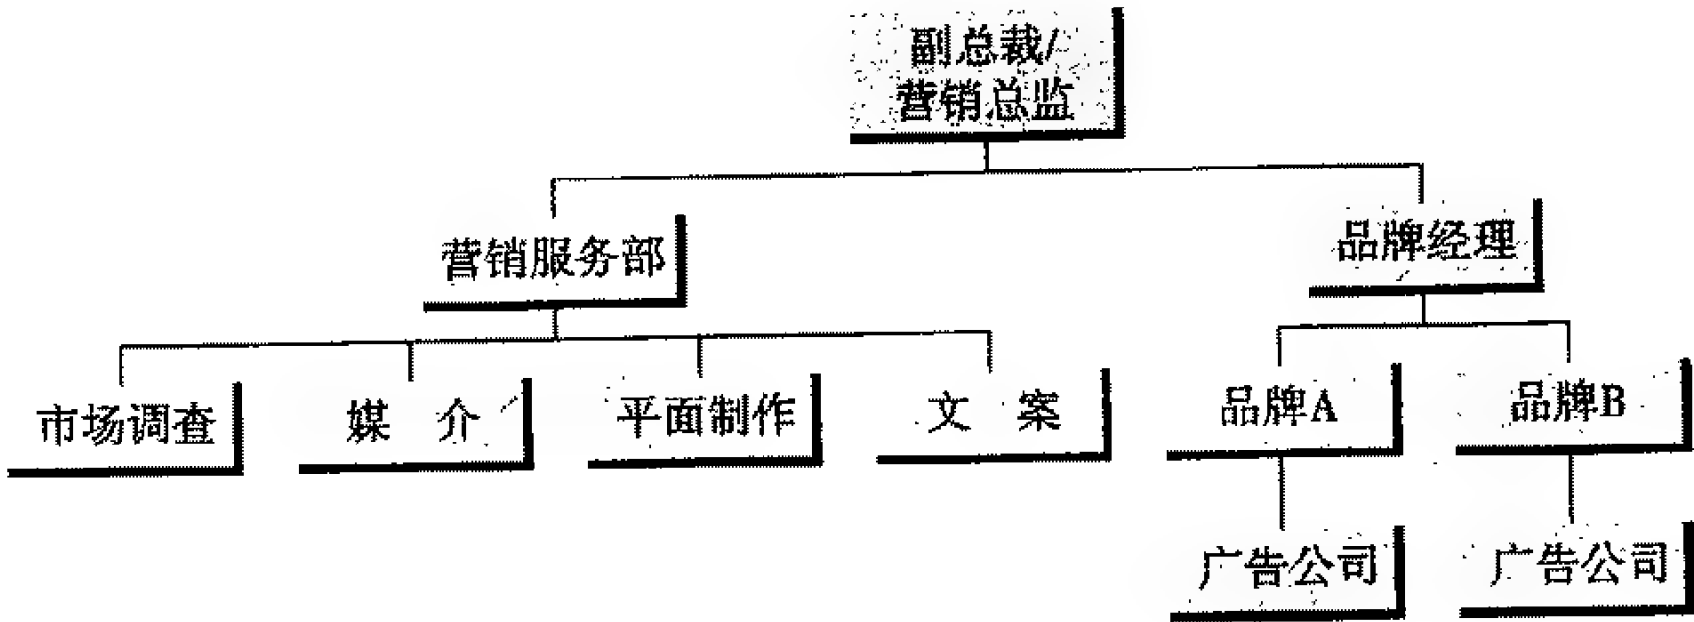 副总裁/
营销总监
营销服务部
品牌经理
市场调查
媒 介
平面制作
文 案
品牌A
品牌B
广告公司
广告公司